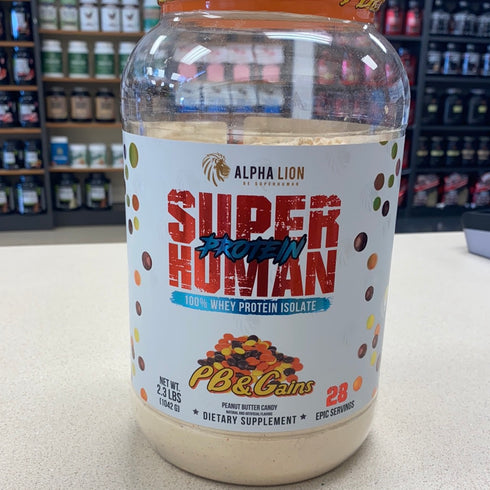 ALPHA LION
BE SUPERHUMAN
SUPER
PROTEIN
HUMAN
100% WHEY PROTEIN ISOLATE
PB & Gains
PEANUT BUTTER CANDY
NATURAL AND ARTIFICIAL FLAVORS
DIETARY SUPPLEMENT
NET WT.
2.3 LBS
(1042 G)
28
EPIC SERVINGS